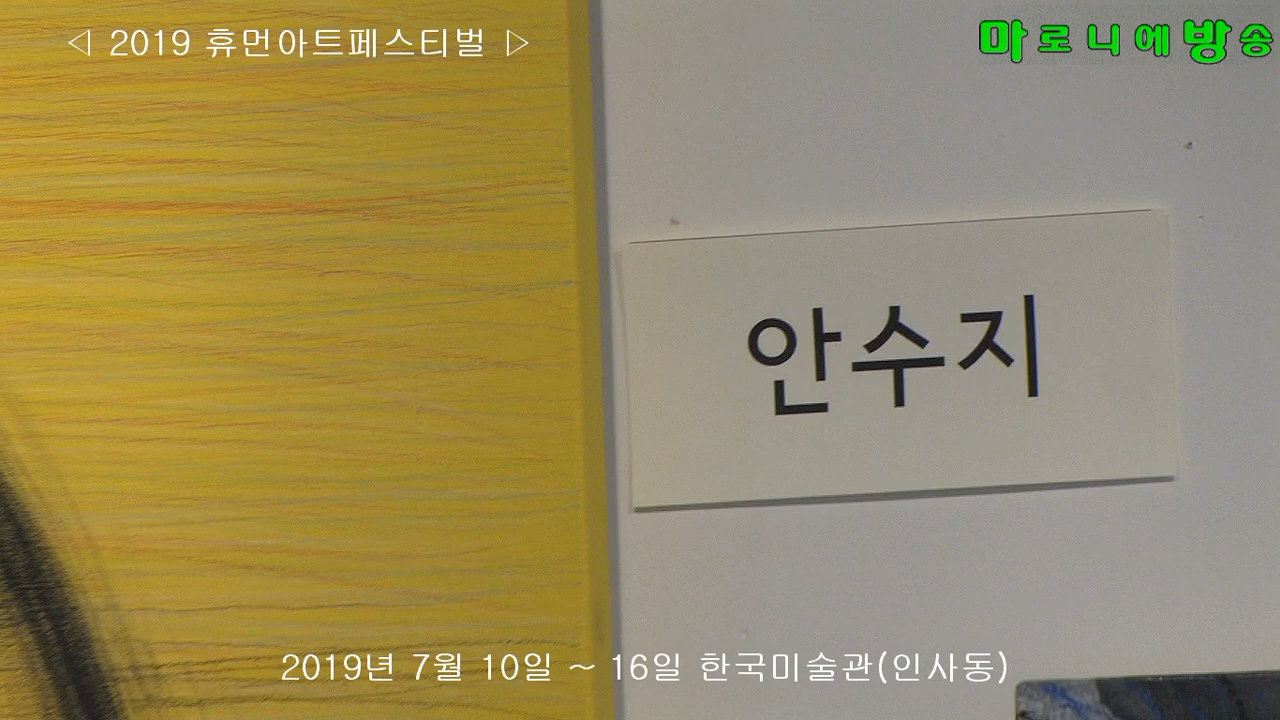 ◁ 2019 휴먼아트페스티벌 ▷
마로니에방송
안수지
2019년 7월 10일 ~ 16일 한국미술관(인사동)